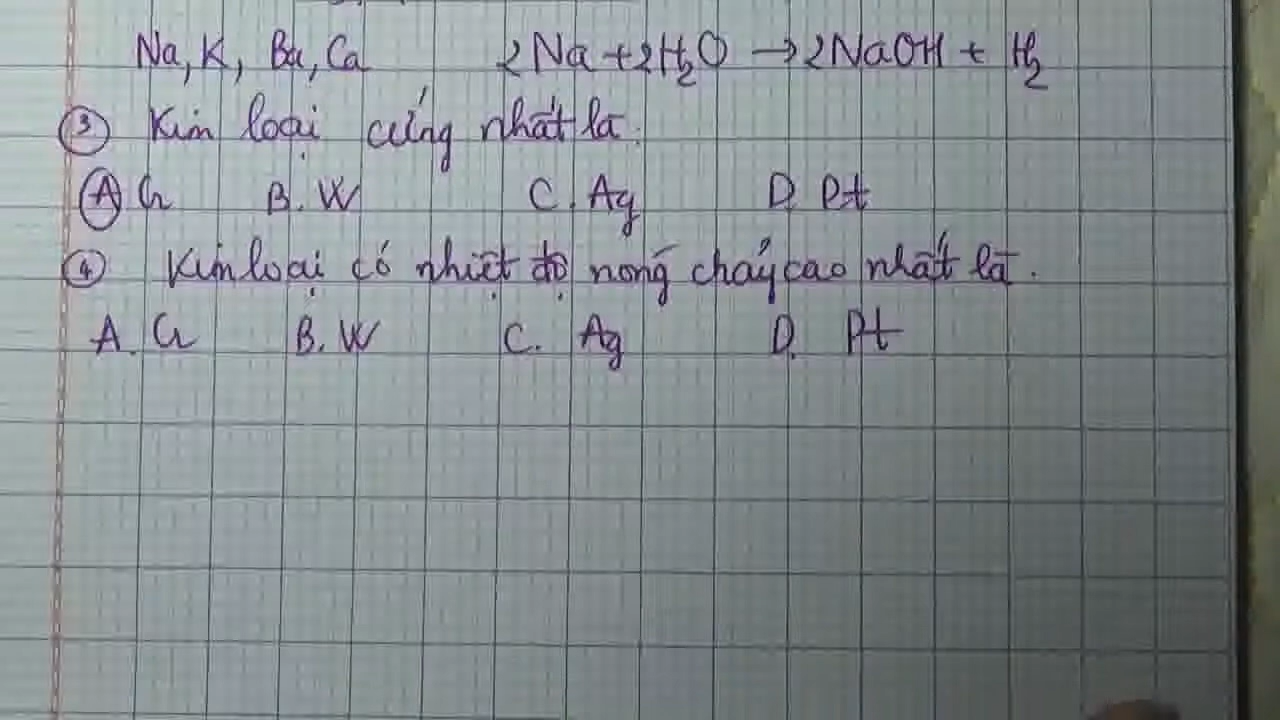 Na, K, Ba, Ca 2Na + 2H₂O → 2NaOH + H₂
③ Kim loại cứng nhất là.
Ⓐ Cr B. W C. Ag D. Pt
④ Kim loại có nhiệt độ nóng chảy cao nhất là.
A. Cr B. W C. Ag D. Pt